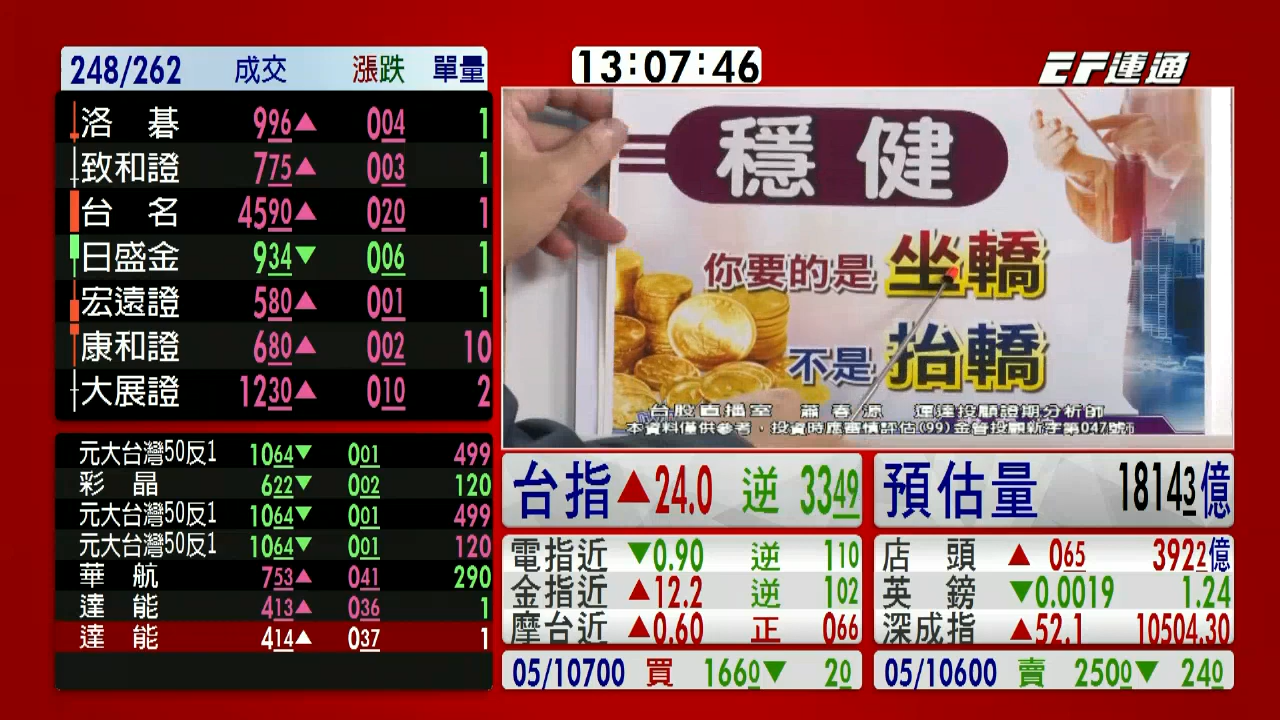 248/262 成交 漲跌 單量
洛碁 996▲ 004 1
致和證 775▲ 003 1
台名 4590▲ 020 1
日盛金 934▼ 006 1
宏遠證 580▲ 001 1
康和證 680▲ 002 10
大展證 1230▲ 010 2
元大台灣50反1 1064▼ 001 499
彩晶 622▼ 002 120
元大台灣50反1 1064▼ 001 499
元大台灣50反1 1064▼ 001 120
華航 753▲ 041 290
達能 413▲ 036 1
達能 414▲ 037 1
13:07:46
EF運通
穩健
你要的是坐轎
不是抬轎
台股直播室 蕭春源 運達投顧證期分析師
本資料僅供參考，投資時應審慎評估(99)金管投顧新字第047號
台指▲24.0 逆 3349
電指近▼0.90 逆 110
金指近▲12.2 逆 102
摩台近▲0.60 正 066
05/10700 買 1660▼ 20
預估量 18143億
店頭▲065 3922億
英鎊▼0.0019 1.24
深成指▲52.1 10504.30
05/10600 賣 2500▼ 240